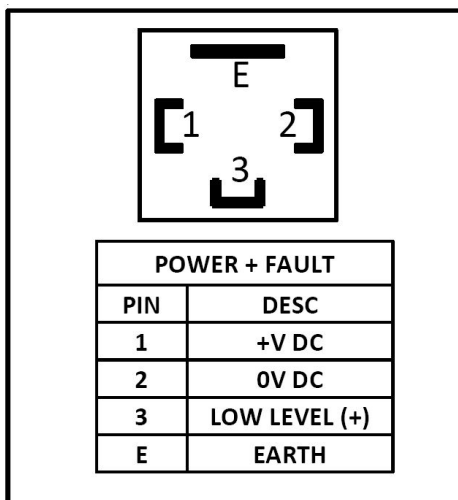 E
1 2
3
POWER + FAULT
PIN DESC
1 +V DC
2 0V DC
3 LOW LEVEL (+)
E EARTH